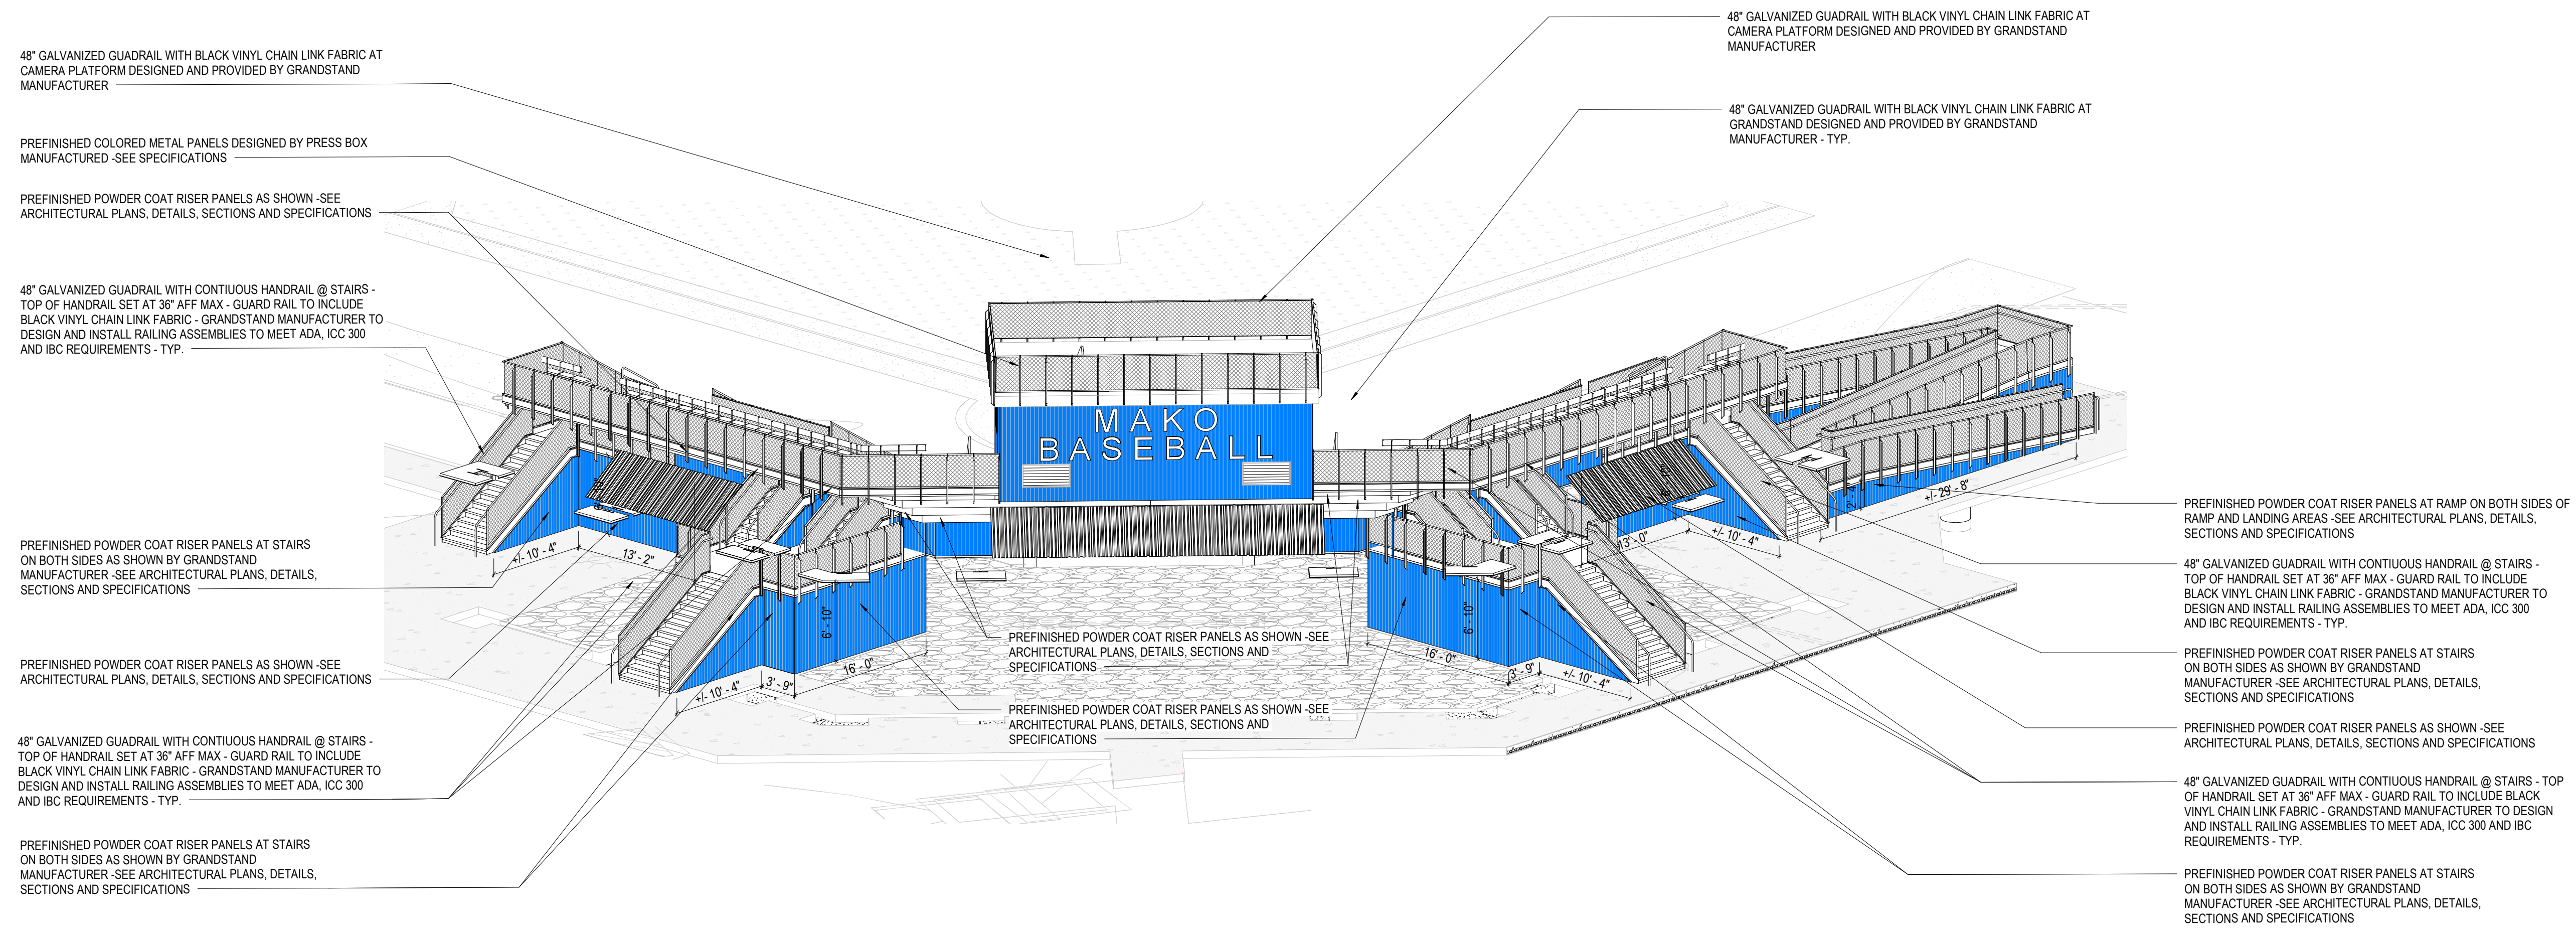 48" GALVANIZED GUADRAIL WITH BLACK VINYL CHAIN LINK FABRIC AT
CAMERA PLATFORM DESIGNED AND PROVIDED BY GRANDSTAND
MANUFACTURER
PREFINISHED COLORED METAL PANELS DESIGNED BY PRESS BOX
MANUFACTURED -SEE SPECIFICATIONS
PREFINISHED POWDER COAT RISER PANELS AS SHOWN -SEE
ARCHITECTURAL PLANS, DETAILS, SECTIONS AND SPECIFICATIONS
48" GALVANIZED GUADRAIL WITH CONTIUOUS HANDRAIL @ STAIRS -
TOP OF HANDRAIL SET AT 36" AFF MAX - GUARD RAIL TO INCLUDE
BLACK VINYL CHAIN LINK FABRIC - GRANDSTAND MANUFACTURER TO
DESIGN AND INSTALL RAILING ASSEMBLIES TO MEET ADA, ICC 300
AND IBC REQUIREMENTS - TYP.
PREFINISHED POWDER COAT RISER PANELS AT STAIRS
ON BOTH SIDES AS SHOWN BY GRANDSTAND
MANUFACTURER -SEE ARCHITECTURAL PLANS, DETAILS,
SECTIONS AND SPECIFICATIONS
PREFINISHED POWDER COAT RISER PANELS AS SHOWN -SEE
ARCHITECTURAL PLANS, DETAILS, SECTIONS AND SPECIFICATIONS
48" GALVANIZED GUADRAIL WITH CONTIUOUS HANDRAIL @ STAIRS -
TOP OF HANDRAIL SET AT 36" AFF MAX - GUARD RAIL TO INCLUDE
BLACK VINYL CHAIN LINK FABRIC - GRANDSTAND MANUFACTURER TO
DESIGN AND INSTALL RAILING ASSEMBLIES TO MEET ADA, ICC 300
AND IBC REQUIREMENTS - TYP.
PREFINISHED POWDER COAT RISER PANELS AT STAIRS
ON BOTH SIDES AS SHOWN BY GRANDSTAND
MANUFACTURER -SEE ARCHITECTURAL PLANS, DETAILS,
SECTIONS AND SPECIFICATIONS
MAKO
BASEBALL
+/- 10' - 4"
13' - 2"
+/- 10' - 4"
3' - 9"
16' - 0"
6' - 10"
PREFINISHED POWDER COAT RISER PANELS AS SHOWN -SEE
ARCHITECTURAL PLANS, DETAILS, SECTIONS AND
SPECIFICATIONS
PREFINISHED POWDER COAT RISER PANELS AS SHOWN -SEE
ARCHITECTURAL PLANS, DETAILS, SECTIONS AND
SPECIFICATIONS
6' - 10"
16' - 0"
3' - 9"
+/- 10' - 4"
13' - 0"
+/- 10' - 4"
+/- 29' - 8"
48" GALVANIZED GUADRAIL WITH BLACK VINYL CHAIN LINK FABRIC AT
CAMERA PLATFORM DESIGNED AND PROVIDED BY GRANDSTAND
MANUFACTURER
48" GALVANIZED GUADRAIL WITH BLACK VINYL CHAIN LINK FABRIC AT
GRANDSTAND DESIGNED AND PROVIDED BY GRANDSTAND
MANUFACTURER - TYP.
PREFINISHED POWDER COAT RISER PANELS AT RAMP ON BOTH SIDES OF
RAMP AND LANDING AREAS -SEE ARCHITECTURAL PLANS, DETAILS,
SECTIONS AND SPECIFICATIONS
48" GALVANIZED GUADRAIL WITH CONTIUOUS HANDRAIL @ STAIRS -
TOP OF HANDRAIL SET AT 36" AFF MAX - GUARD RAIL TO INCLUDE
BLACK VINYL CHAIN LINK FABRIC - GRANDSTAND MANUFACTURER TO
DESIGN AND INSTALL RAILING ASSEMBLIES TO MEET ADA, ICC 300
AND IBC REQUIREMENTS - TYP.
PREFINISHED POWDER COAT RISER PANELS AT STAIRS
ON BOTH SIDES AS SHOWN BY GRANDSTAND
MANUFACTURER -SEE ARCHITECTURAL PLANS, DETAILS,
SECTIONS AND SPECIFICATIONS
PREFINISHED POWDER COAT RISER PANELS AS SHOWN -SEE
ARCHITECTURAL PLANS, DETAILS, SECTIONS AND SPECIFICATIONS
48" GALVANIZED GUADRAIL WITH CONTIUOUS HANDRAIL @ STAIRS - TOP
OF HANDRAIL SET AT 36" AFF MAX - GUARD RAIL TO INCLUDE BLACK
VINYL CHAIN LINK FABRIC - GRANDSTAND MANUFACTURER TO DESIGN
AND INSTALL RAILING ASSEMBLIES TO MEET ADA, ICC 300 AND IBC
REQUIREMENTS - TYP.
PREFINISHED POWDER COAT RISER PANELS AT STAIRS
ON BOTH SIDES AS SHOWN BY GRANDSTAND
MANUFACTURER -SEE ARCHITECTURAL PLANS, DETAILS,
SECTIONS AND SPECIFICATIONS